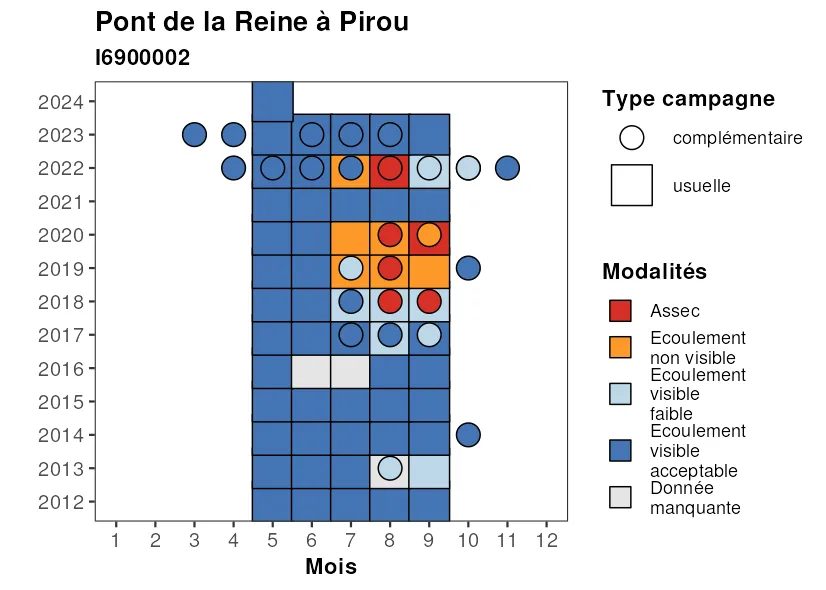 Pont de la Reine à Pirou
I6900002
2024
2023
2022
2021
2020
2019
2018
2017
2016
2015
2014
2013
2012
1 2 3 4 5 6 7 8 9 10 11 12
Mois
Type campagne
complémentaire
usuelle
Modalités
Assec
Ecoulement
non visible
Ecoulement
visible
faible
Ecoulement
visible
acceptable
Donnée
manquante